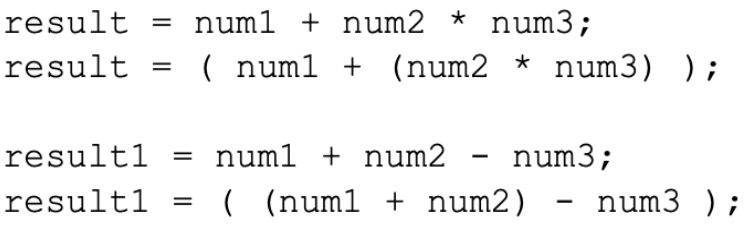 result = num1 + num2 * num3;
result = ( num1 + (num2 * num3) );
result1 = num1 + num2 - num3;
result1 = ( (num1 + num2) - num3 );